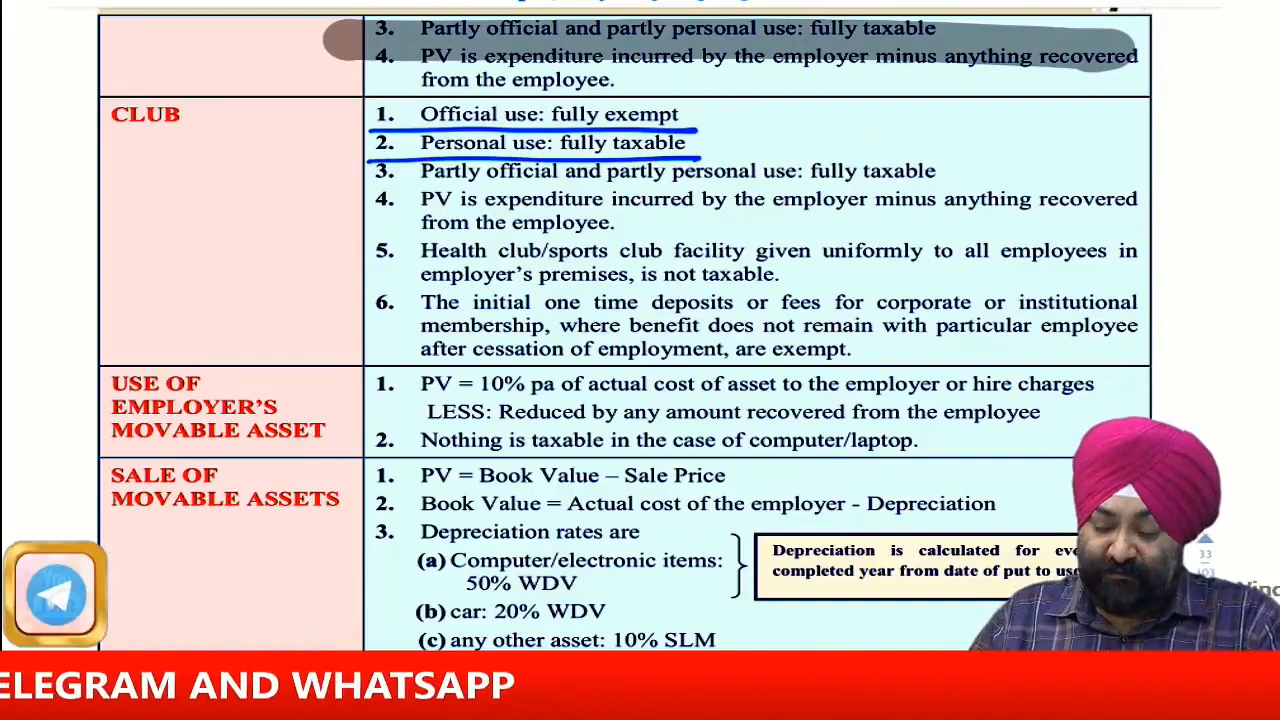 3. Partly official and partly personal use: fully taxable
4. PV is expenditure incurred by the employer minus anything recovered
from the employee.
CLUB
1. Official use: fully exempt
2. Personal use: fully taxable
3. Partly official and partly personal use: fully taxable
4. PV is expenditure incurred by the employer minus anything recovered
from the employee.
5. Health club/sports club facility given uniformly to all employees in
employer's premises, is not taxable.
6. The initial one time deposits or fees for corporate or institutional
membership, where benefit does not remain with particular employee
after cessation of employment, are exempt.
USE OF
EMPLOYER'S
MOVABLE ASSET
1. PV = 10% pa of actual cost of asset to the employer or hire charges
LESS: Reduced by any amount recovered from the employee
2. Nothing is taxable in the case of computer/laptop.
SALE OF
MOVABLE ASSETS
1. PV = Book Value – Sale Price
2. Book Value = Actual cost of the employer - Depreciation
3. Depreciation rates are
(a) Computer/electronic items:
50% WDV
(b) car: 20% WDV
(c) any other asset: 10% SLM
Depreciation is calculated for
completed year from date of put to
33
ELEGRAM AND WHATSAPP